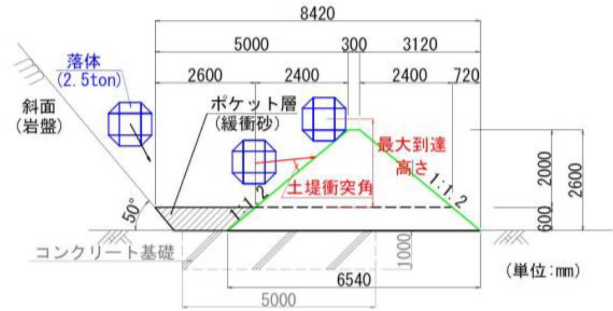 8420
5000
300
3120
2600
2400
2400
720
落体
(2.5ton)
斜面
(岩盤)
ポケット層
(緩衝砂)
最大到達
高さ
土堤衝突角
1:1.2
1:1.2
2000
2600
600
50°
コンクリート基礎
1000
6540
5000
(単位:mm)